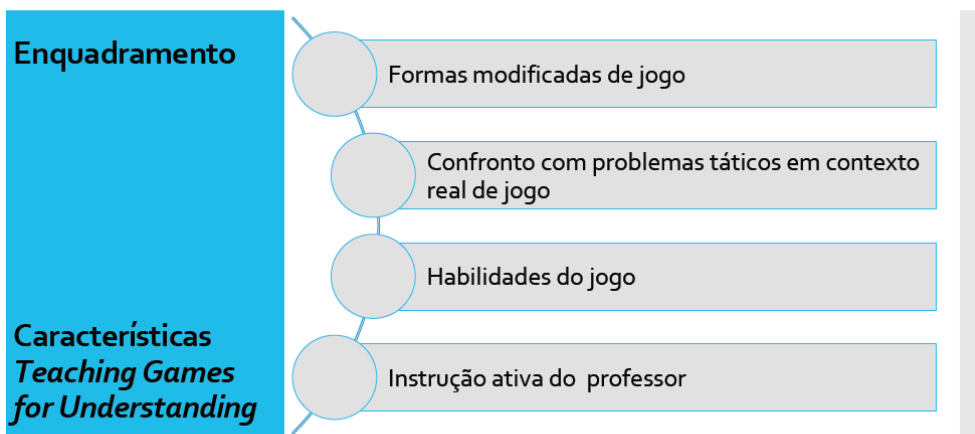 Enquadramento
Formas modificadas de jogo
Confronto com problemas táticos em contexto
real de jogo
Habilidades do jogo
Características
Teaching Games
for Understanding
Instrução ativa do  professor